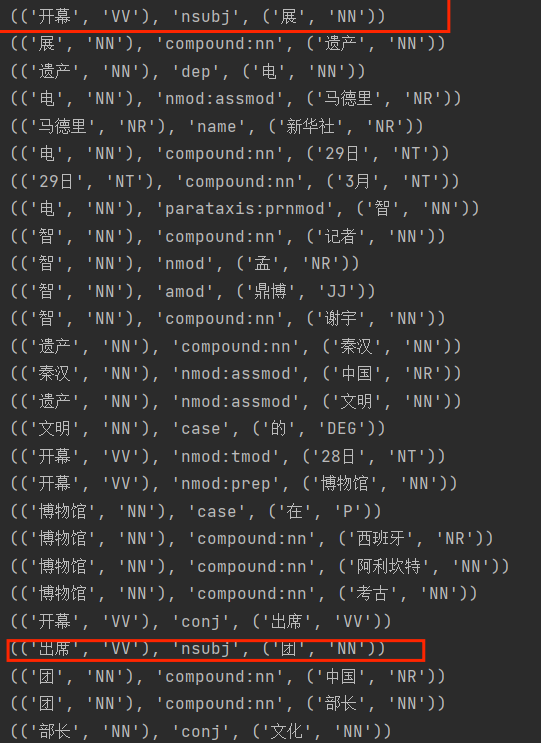 (('开幕', 'VV'), 'nsubj', ('展', 'NN'))
(('展', 'NN'), 'compound:nn', ('遗产', 'NN'))
(('遗产', 'NN'), 'dep', ('电', 'NN'))
(('电', 'NN'), 'nmod:assmod', ('马德里', 'NR'))
(('马德里', 'NR'), 'name', ('新华社', 'NR'))
(('电', 'NN'), 'compound:nn', ('29日', 'NT'))
(('29日', 'NT'), 'compound:nn', ('3月', 'NT'))
(('电', 'NN'), 'parataxis:prnmod', ('智', 'NN'))
(('智', 'NN'), 'compound:nn', ('记者', 'NN'))
(('智', 'NN'), 'nmod', ('孟', 'NR'))
(('智', 'NN'), 'amod', ('鼎博', 'JJ'))
(('智', 'NN'), 'compound:nn', ('谢宇', 'NN'))
(('遗产', 'NN'), 'compound:nn', ('秦汉', 'NN'))
(('秦汉', 'NN'), 'nmod:assmod', ('中国', 'NR'))
(('遗产', 'NN'), 'nmod:assmod', ('文明', 'NN'))
(('文明', 'NN'), 'case', ('的', 'DEG'))
(('开幕', 'VV'), 'nmod:tmod', ('28日', 'NT'))
(('开幕', 'VV'), 'nmod:prep', ('博物馆', 'NN'))
(('博物馆', 'NN'), 'case', ('在', 'P'))
(('博物馆', 'NN'), 'compound:nn', ('西班牙', 'NR'))
(('博物馆', 'NN'), 'compound:nn', ('阿利坎特', 'NN'))
(('博物馆', 'NN'), 'compound:nn', ('考古', 'NN'))
(('开幕', 'VV'), 'conj', ('出席', 'VV'))
(('出席', 'VV'), 'nsubj', ('团', 'NN'))
(('团', 'NN'), 'compound:nn', ('中国', 'NR'))
(('团', 'NN'), 'compound:nn', ('部长', 'NN'))
(('部长', 'NN'), 'conj', ('文化', 'NN'))